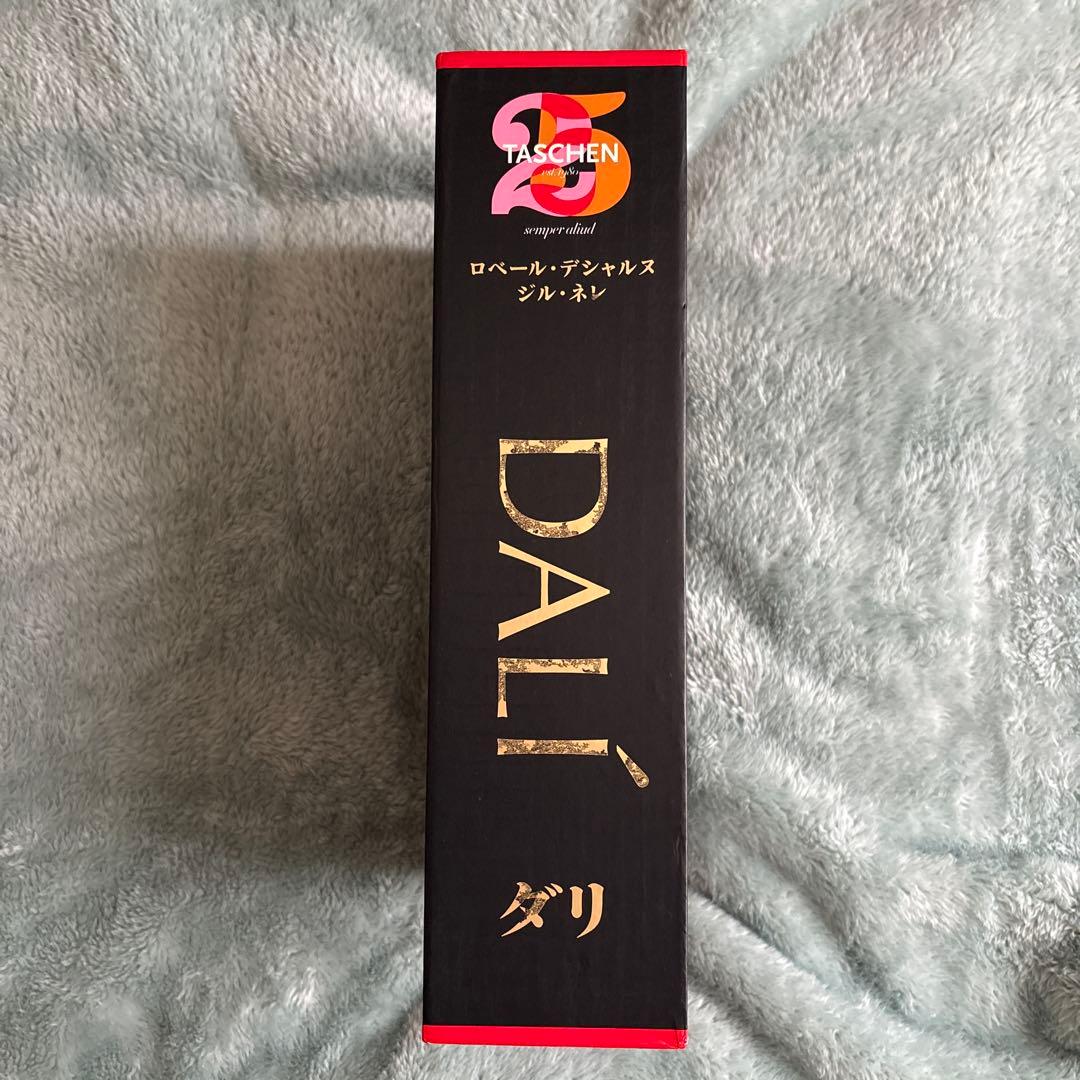 25
TASCHEN
est. 1980
semper aliud
ロベール・デシャルヌ
ジル・ネレ
DALÍ
ダリ